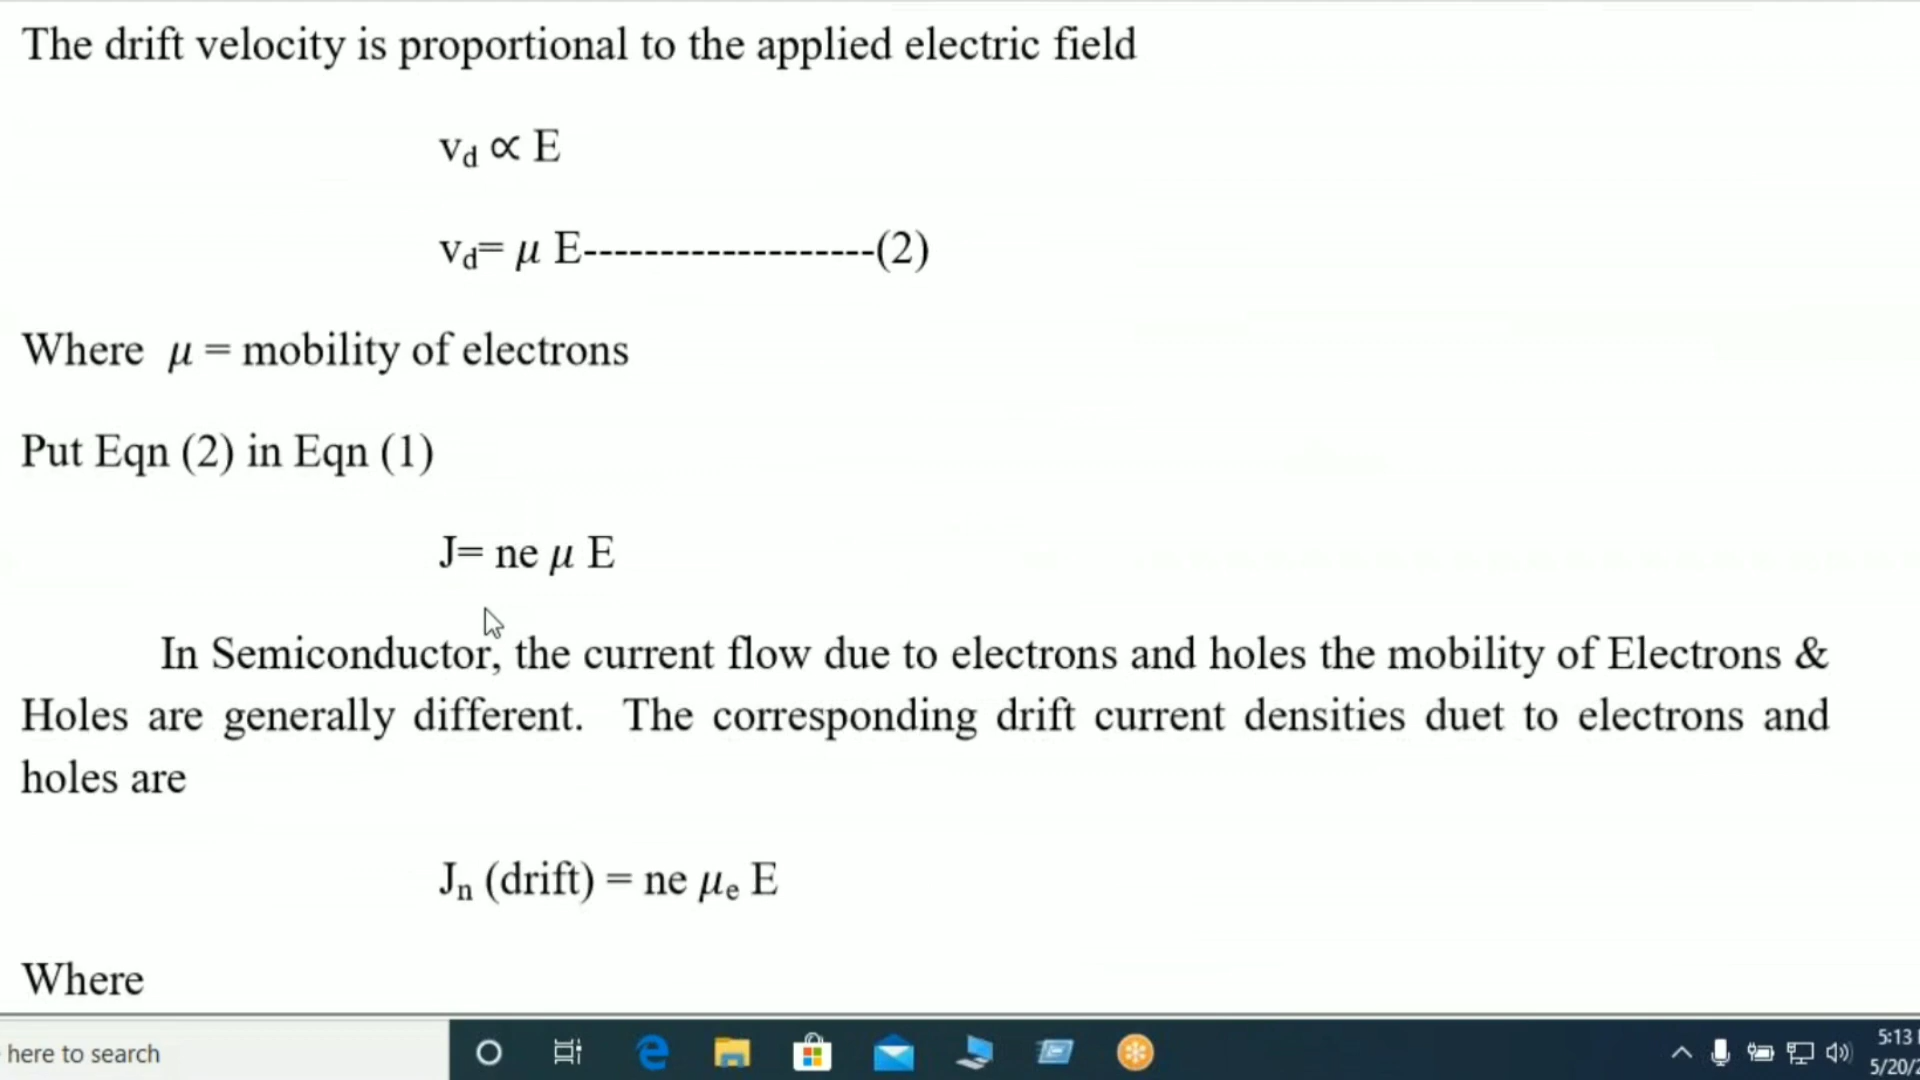 The drift velocity is proportional to the applied electric field
vd ∝ E
vd= μ E-------------------(2)
Where μ = mobility of electrons
Put Eqn (2) in Eqn (1)
J= ne μ E
In Semiconductor, the current flow due to electrons and holes the mobility of Electrons &
Holes are generally different. The corresponding drift current densities duet to electrons and
holes are
Jn (drift) = ne μe E
Where
here to search
5:13
5/20/